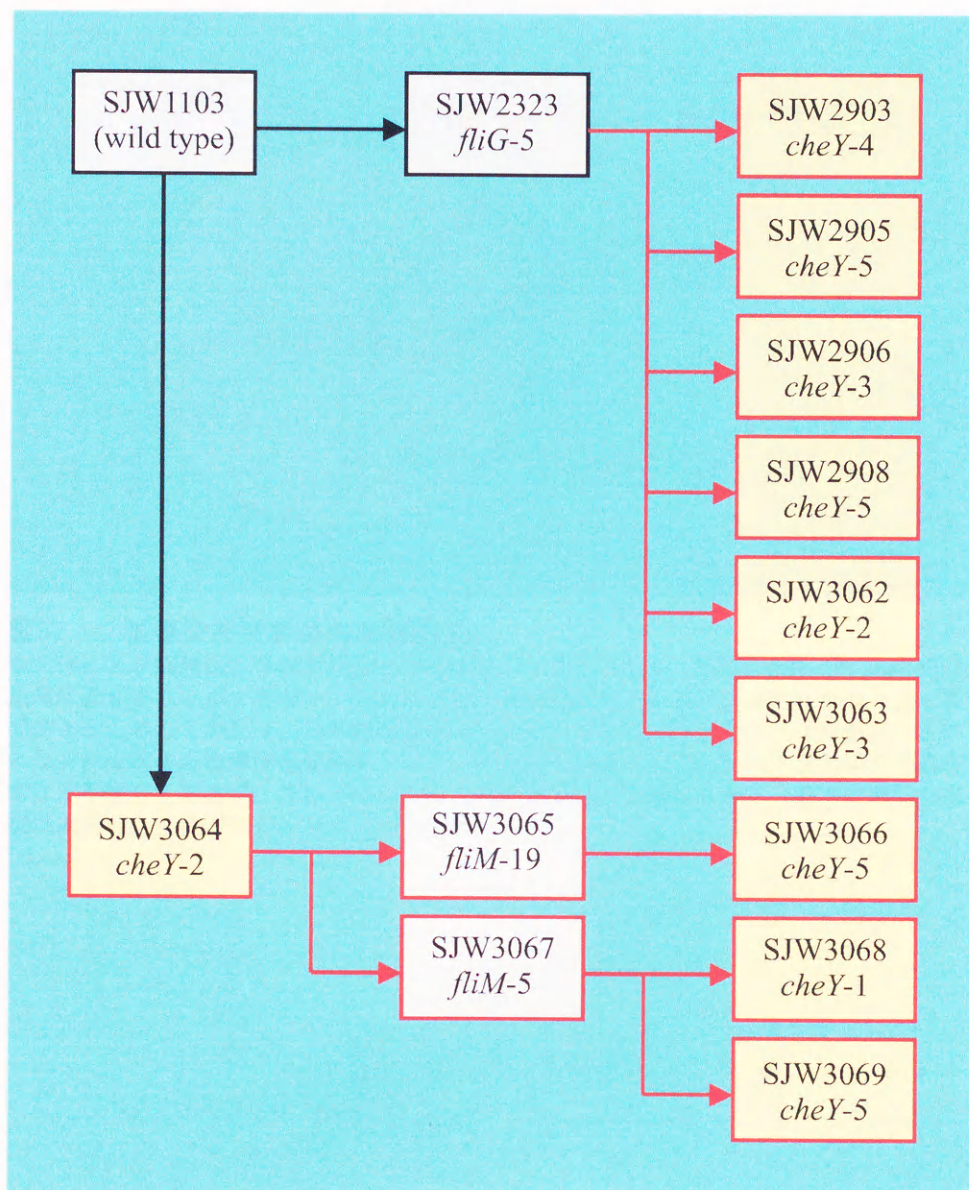 SJW1103
(wild type)
SJW2323
fliG-5
SJW2903
cheY-4
SJW2905
cheY-5
SJW2906
cheY-3
SJW2908
cheY-5
SJW3062
cheY-2
SJW3063
cheY-3
SJW3064
cheY-2
SJW3065
fliM-19
SJW3066
cheY-5
SJW3067
fliM-5
SJW3068
cheY-1
SJW3069
cheY-5